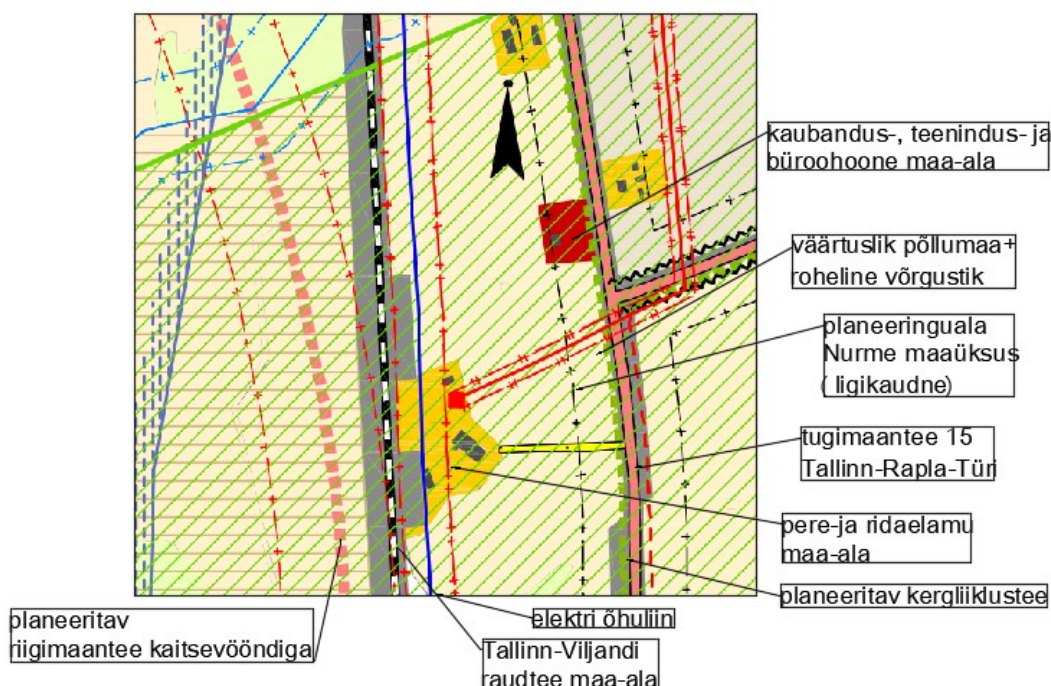 kaubandus-, teenindus- ja
büroohoone maa-ala
väärtuslik põllumaa+
roheline võrgustik
planeeringuala
Nurme maaüksus
( ligikaudne)
tugimaantee 15
Tallinn-Rapla-Türi
pere-ja ridaelamu
maa-ala
planeeritav kergliiklustee
elektri õhuliin
Tallinn-Viljandi
raudtee maa-ala
planeeritav
riigimaantee kaitsevööndiga